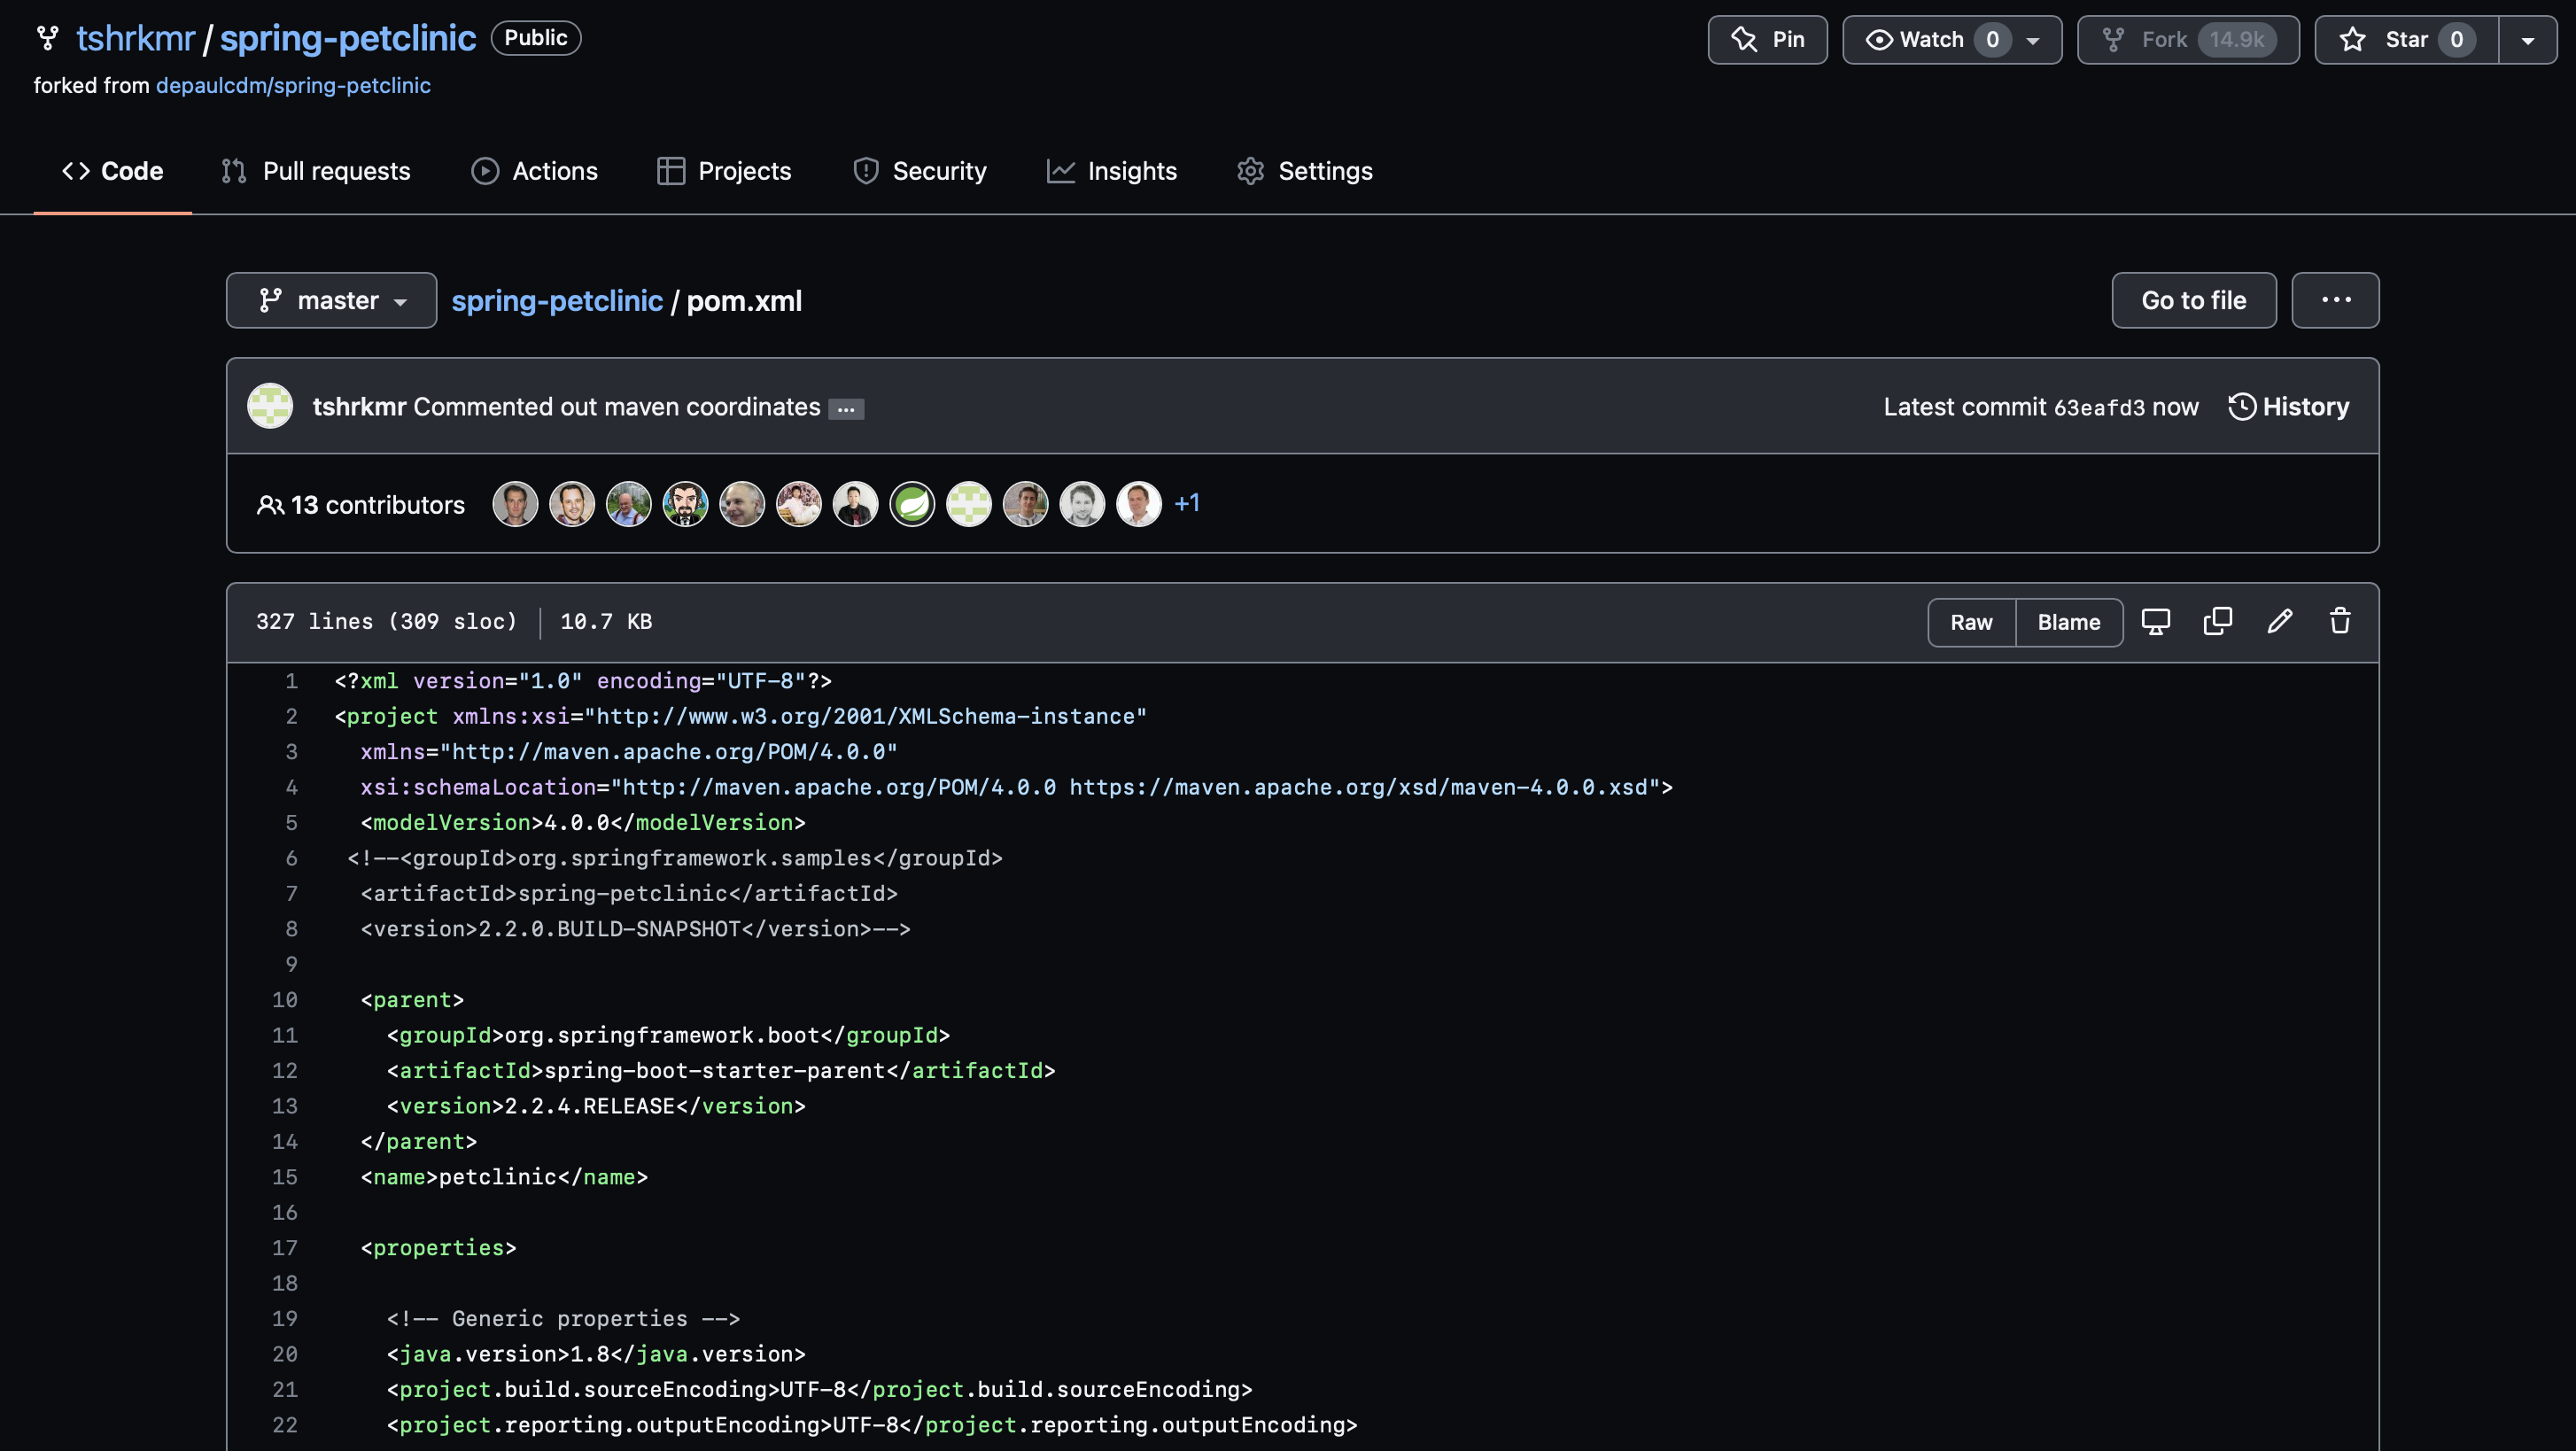 tshrkmr / spring-petclinic Public
Pin Watch 0 Fork 14.9k Star 0
forked from depaulcdm/spring-petclinic
Code Pull requests Actions Projects Security Insights Settings
master spring-petclinic / pom.xml Go to file ...
tshrkmr Commented out maven coordinates ... Latest commit 63eafd3 now History
13 contributors +1
327 lines (309 sloc) 10.7 KB Raw Blame
1 <?xml version="1.0" encoding="UTF-8"?>
2 <project xmlns:xsi="http://www.w3.org/2001/XMLSchema-instance"
3 xmlns="http://maven.apache.org/POM/4.0.0"
4 xsi:schemaLocation="http://maven.apache.org/POM/4.0.0 https://maven.apache.org/xsd/maven-4.0.0.xsd">
5 <modelVersion>4.0.0</modelVersion>
6 <!--<groupId>org.springframework.samples</groupId>
7 <artifactId>spring-petclinic</artifactId>
8 <version>2.2.0.BUILD-SNAPSHOT</version>-->
9
10 <parent>
11 <groupId>org.springframework.boot</groupId>
12 <artifactId>spring-boot-starter-parent</artifactId>
13 <version>2.2.4.RELEASE</version>
14 </parent>
15 <name>petclinic</name>
16
17 <properties>
18
19 <!-- Generic properties -->
20 <java.version>1.8</java.version>
21 <project.build.sourceEncoding>UTF-8</project.build.sourceEncoding>
22 <project.reporting.outputEncoding>UTF-8</project.reporting.outputEncoding>